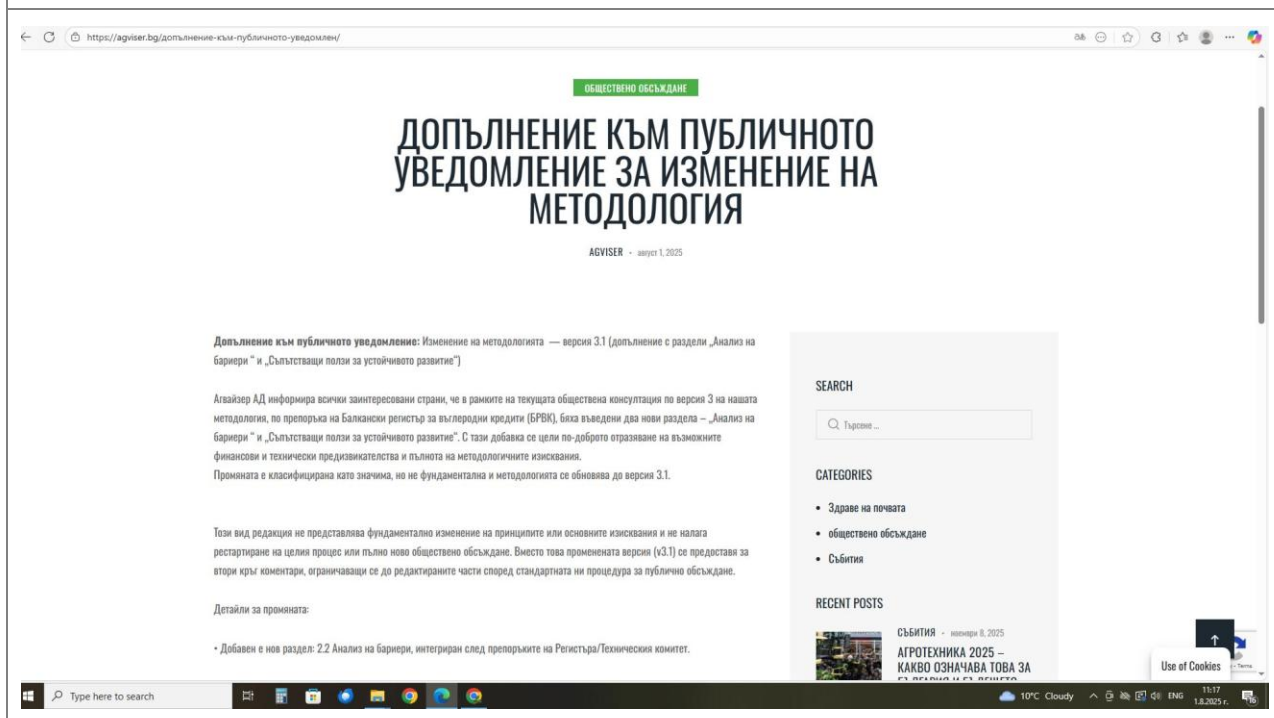 https://agviser.bg/допълнение-към-публичното-уведомлен/
ОБЩЕСТВЕНО ОБСЪЖДАНЕ
ДОПЪЛНЕНИЕ КЪМ ПУБЛИЧНОТО
УВЕДОМЛЕНИЕ ЗА ИЗМЕНЕНИЕ НА
МЕТОДОЛОГИЯ
AGVISER - август 1, 2025
Допълнение към публичното уведомление: Изменение на методологията — версия 3.1 (допълнение с раздели „Анализ на
бариери “ и „Съпътстващи ползи за устойчивото развитие“)
Агвайзер АД информира всички заинтересовани страни, че в рамките на текущата обществена консултация по версия 3 на нашата
методология, по препоръка на Балкански регистър за въглеродни кредити (БРВК), бяха въведени два нови раздела – „Анализ на
бариери “ и „Съпътстващи ползи за устойчивото развитие“. С тази добавка се цели по-доброто отразяване на възможните
финансови и технически предизвикателства и пълнота на методологичните изисквания.
Промяната е класифицирана като значима, но не фундаментална и методологията се обновява до версия 3.1.
Този вид редакция не представлява фундаментално изменение на принципите или основните изисквания и не налага
рестартиране на целия процес или пълно ново обществено обсъждане. Вместо това променената версия (v3.1) се предоставя за
втори кръг коментари, ограничаващи се до редактираните части според стандартната ни процедура за публично обсъждане.
Детайли за промяната:
• Добавен е нов раздел: 2.2 Анализ на бариери, интегриран след препоръките на Регистъра/Техническия комитет.
SEARCH
Търсене ...
CATEGORIES
• Здраве на почвата
• обществено обсъждане
• Събития
RECENT POSTS
СЪБИТИЯ - ноември 8, 2025
АГРОТЕХНИКА 2025 –
КАКВО ОЗНАЧАВА ТОВА ЗА
Use of Cookies
Terms
Type here to search
10°C Cloudy
ENG
11:17
1.8.2025 г.